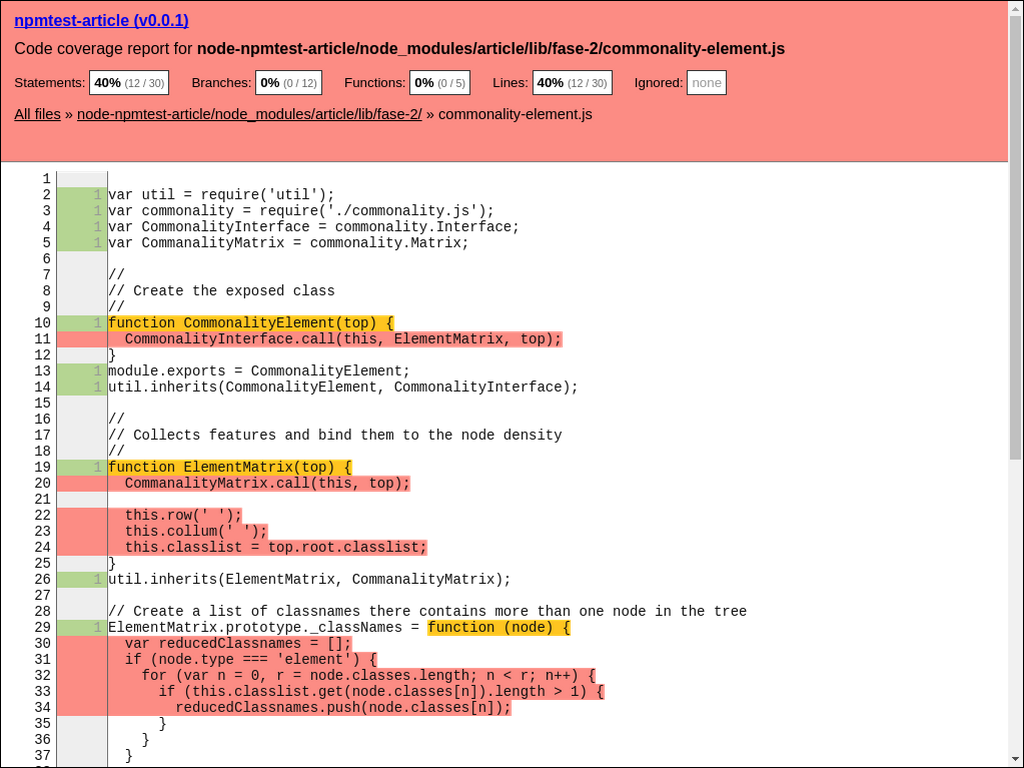 npmtest-article (v0.0.1)
Code coverage report for node-npmtest-article/node_modules/article/lib/fase-2/commonality-element.js
Statements: 40% (12 / 30) Branches: 0% (0 / 12) Functions: 0% (0 / 5) Lines: 40% (12 / 30) Ignored: none
All files » node-npmtest-article/node_modules/article/lib/fase-2/ » commonality-element.js
1
2 1 var util = require('util');
3 1 var commonality = require('./commonality.js');
4 1 var CommonalityInterface = commonality.Interface;
5 1 var CommanalityMatrix = commonality.Matrix;
6
7 //
8 // Create the exposed class
9 //
10 1 function CommonalityElement(top) {
11 CommonalityInterface.call(this, ElementMatrix, top);
12 }
13 1 module.exports = CommonalityElement;
14 1 util.inherits(CommonalityElement, CommonalityInterface);
15
16 //
17 // Collects features and bind them to the node density
18 //
19 1 function ElementMatrix(top) {
20 CommanalityMatrix.call(this, top);
21
22 this.row(' ');
23 this.collum(' ');
24 this.classlist = top.root.classlist;
25 }
26 1 util.inherits(ElementMatrix, CommanalityMatrix);
27
28 // Create a list of classnames there contains more than one node in the tree
29 1 ElementMatrix.prototype._classNames = function (node) {
30 var reducedClassnames = [];
31 if (node.type === 'element') {
32 for (var n = 0, r = node.classes.length; n < r; n++) {
33 if (this.classlist.get(node.classes[n]).length > 1) {
34 reducedClassnames.push(node.classes[n]);
35 }
36 }
37 }